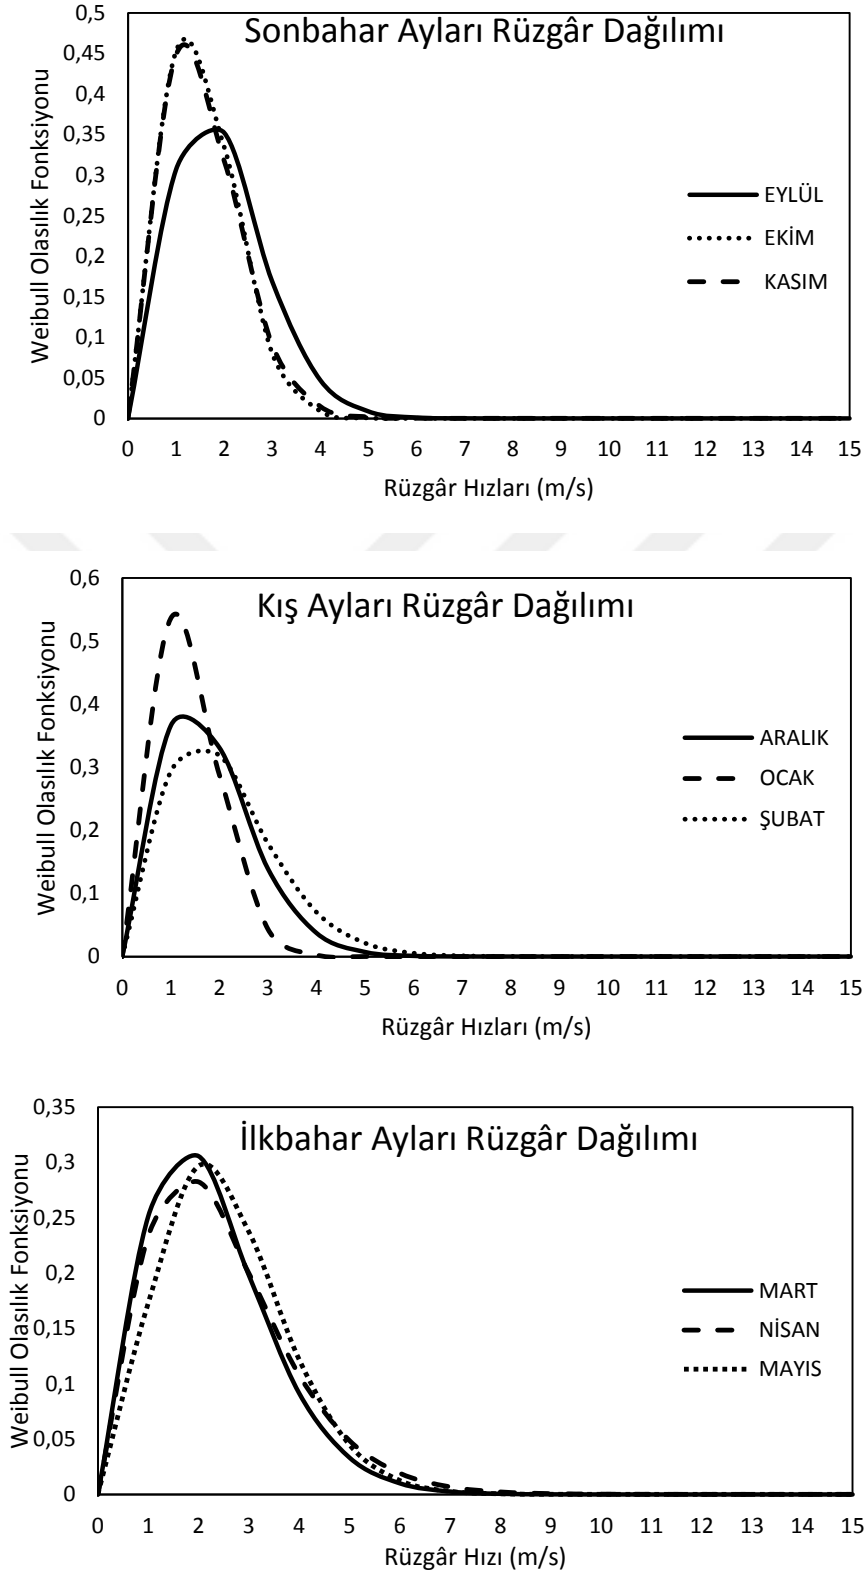 Sonbahar Ayları Rüzgâr Dağılımı
Weibull Olasılık Fonksiyonu
0,5
0,45
0,4
0,35
0,3
0,25
0,2
0,15
0,1
0,05
0
EYLÜL
EKİM
KASIM
0 1 2 3 4 5 6 7 8 9 10 11 12 13 14 15
Rüzgâr Hızları (m/s)
Kış Ayları Rüzgâr Dağılımı
Weibull Olasılık Fonksiyonu
0,6
0,5
0,4
0,3
0,2
0,1
0
ARALIK
OCAK
ŞUBAT
0 1 2 3 4 5 6 7 8 9 10 11 12 13 14 15
Rüzgâr Hızları (m/s)
İlkbahar Ayları Rüzgâr Dağılımı
Weibull Olasılık Fonksiyonu
0,35
0,3
0,25
0,2
0,15
0,1
0,05
0
MART
NİSAN
MAYIS
0 1 2 3 4 5 6 7 8 9 10 11 12 13 14 15
Rüzgâr Hızı (m/s)